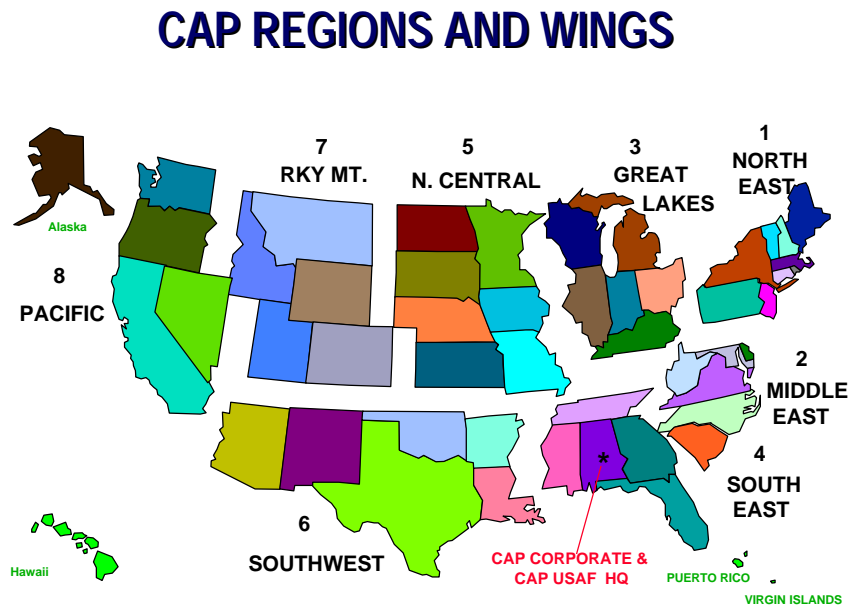 CAP REGIONS AND WINGS
1
NORTH
EAST
3
GREAT
LAKES
5
N. CENTRAL
7
RKY MT.
Alaska
8
PACIFIC
2
MIDDLE
EAST
4
SOUTH
EAST
*
6
SOUTHWEST
CAP CORPORATE &
CAP USAF HQ
Hawaii
PUERTO RICO
VIRGIN ISLANDS